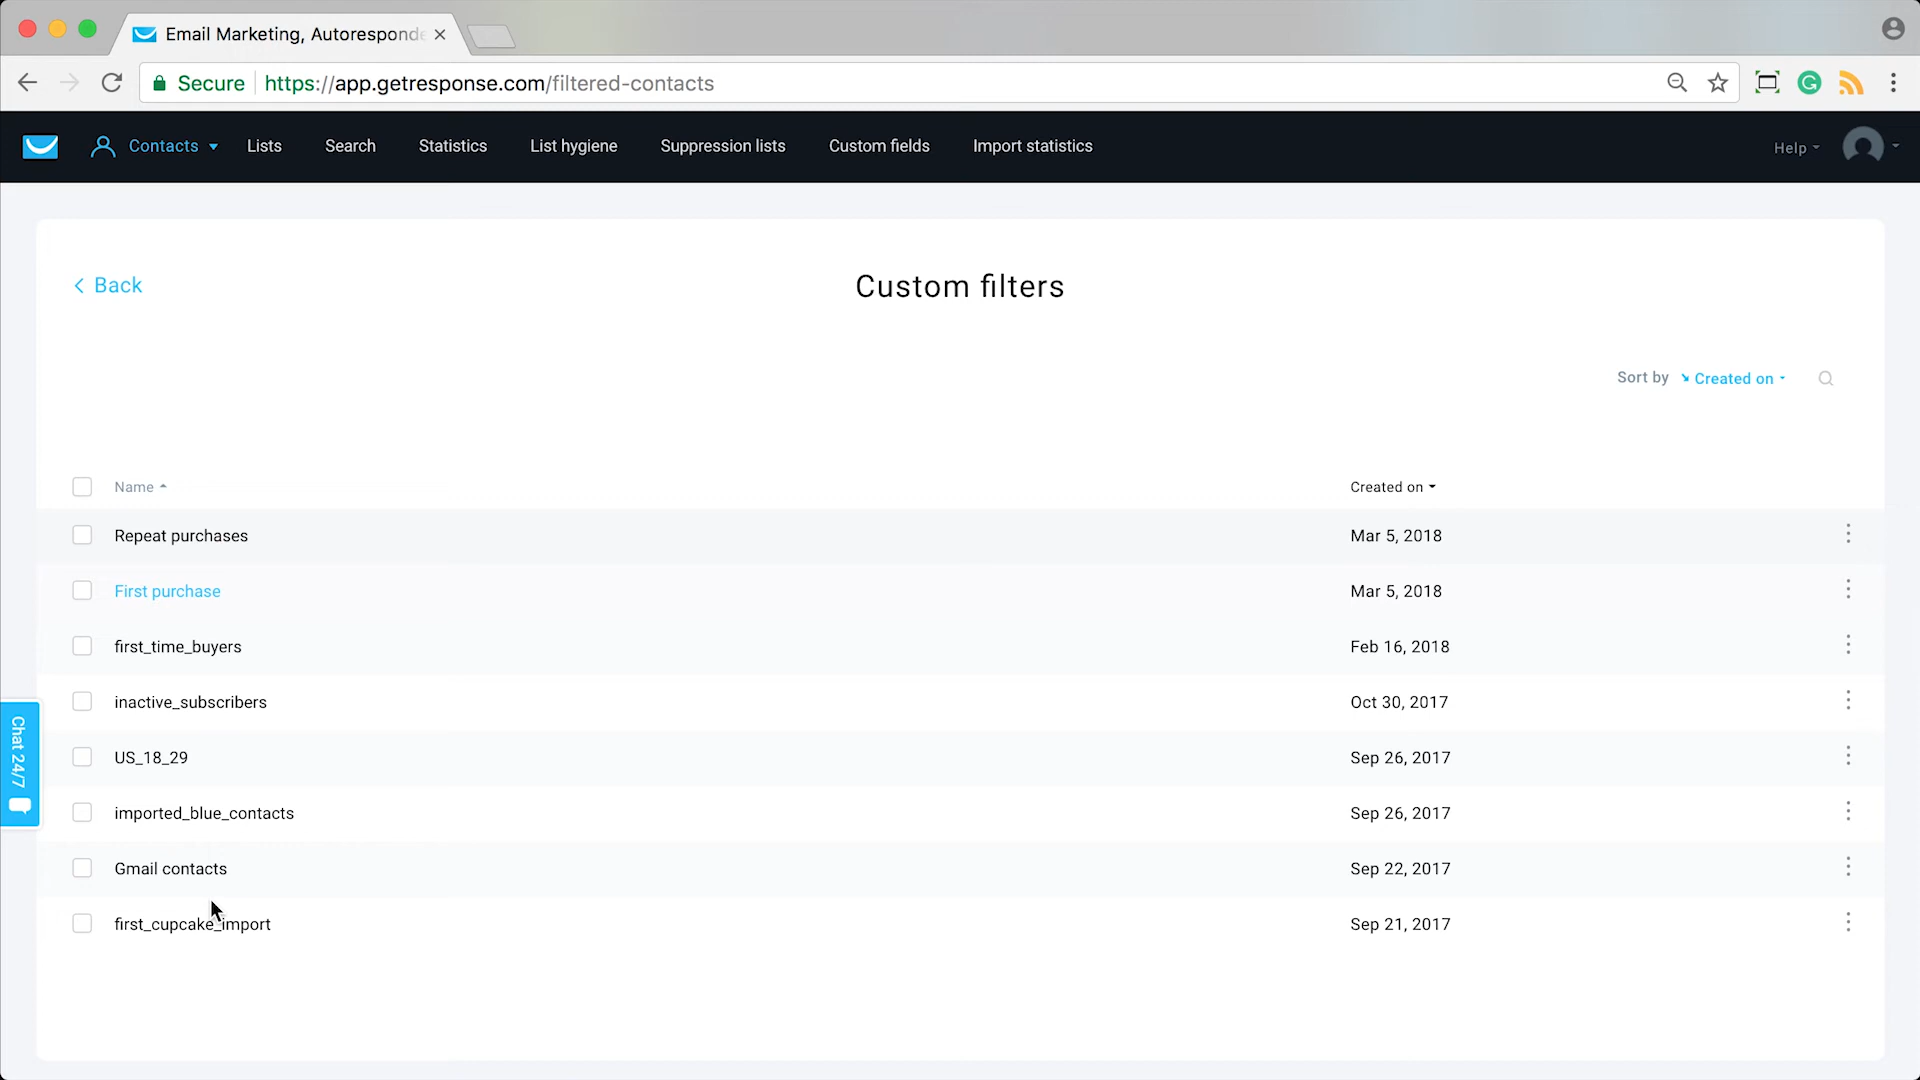 Email Marketing, Autoresponde
Secure https://app.getresponse.com/filtered-contacts
Contacts Lists Search Statistics List hygiene Suppression lists Custom fields Import statistics Help
Back
Custom filters
Sort by Created on
Name Created on
Repeat purchases Mar 5, 2018
First purchase Mar 5, 2018
first_time_buyers Feb 16, 2018
inactive_subscribers Oct 30, 2017
US_18_29 Sep 26, 2017
imported_blue_contacts Sep 26, 2017
Gmail contacts Sep 22, 2017
first_cupcake_import Sep 21, 2017
Chat 24/7